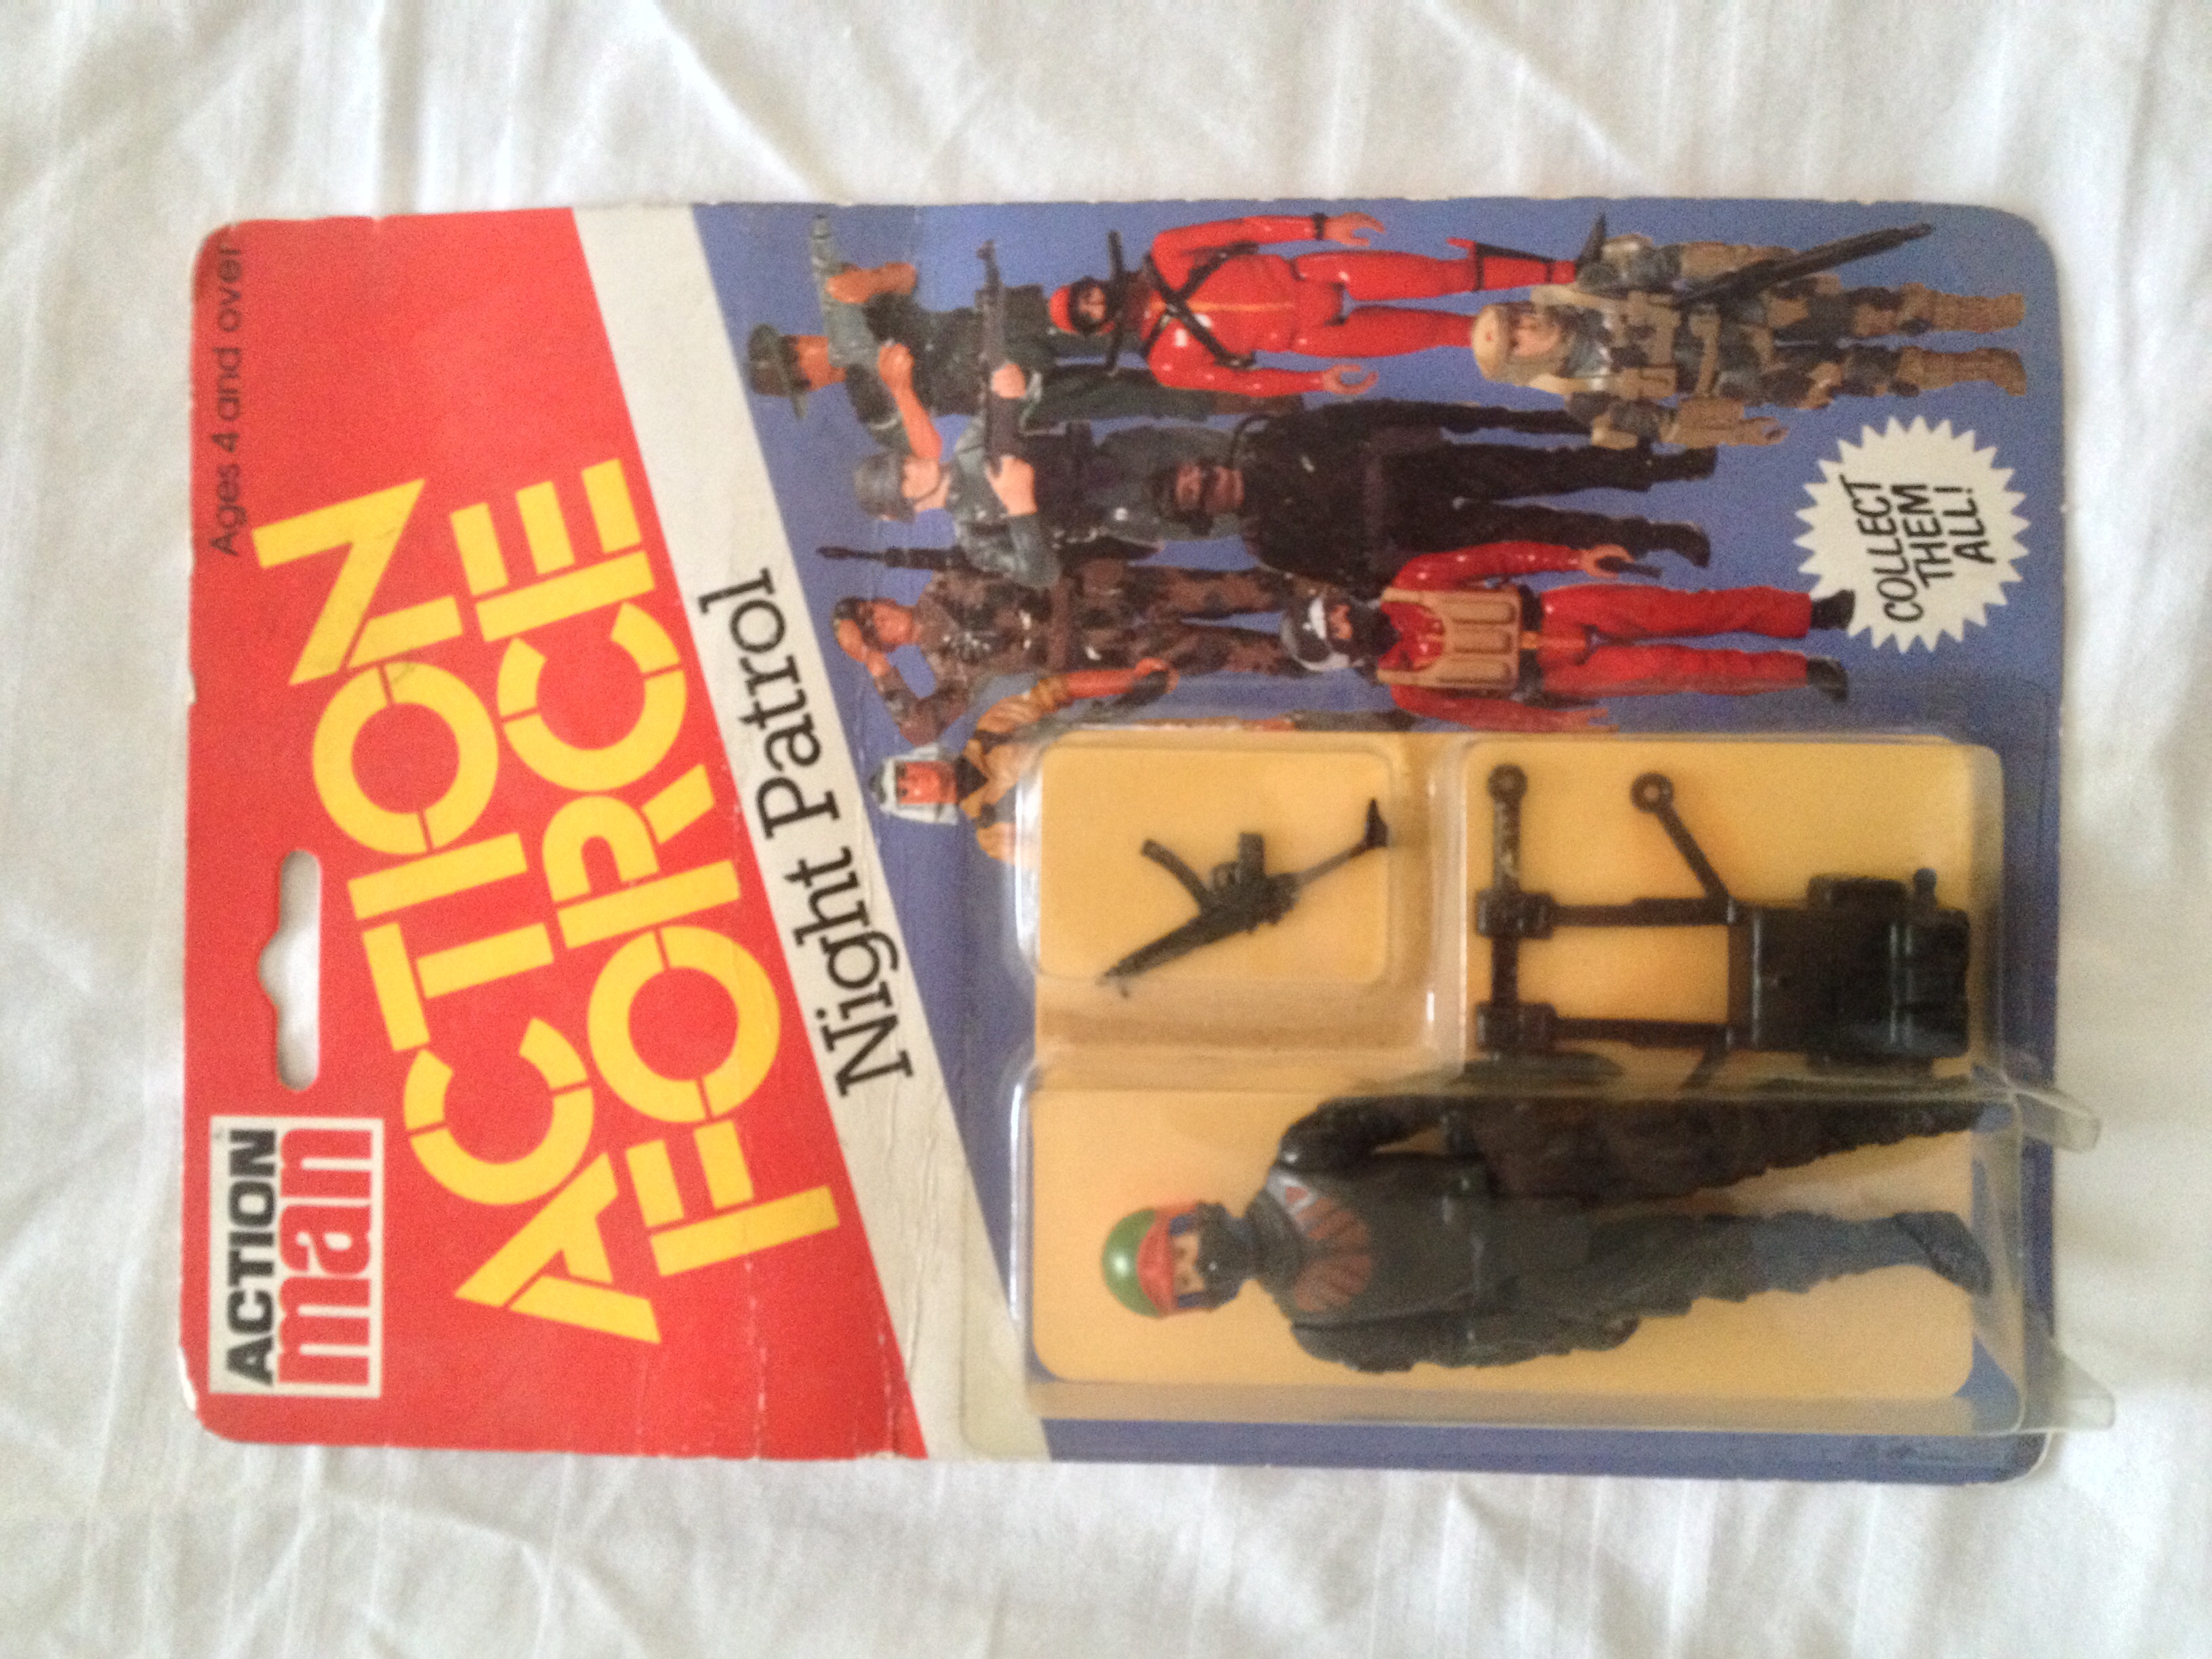 Ages 4 and over
ACTION
man
ACTION
FORCE
Night Patrol
COLLECT
THEM
ALL!